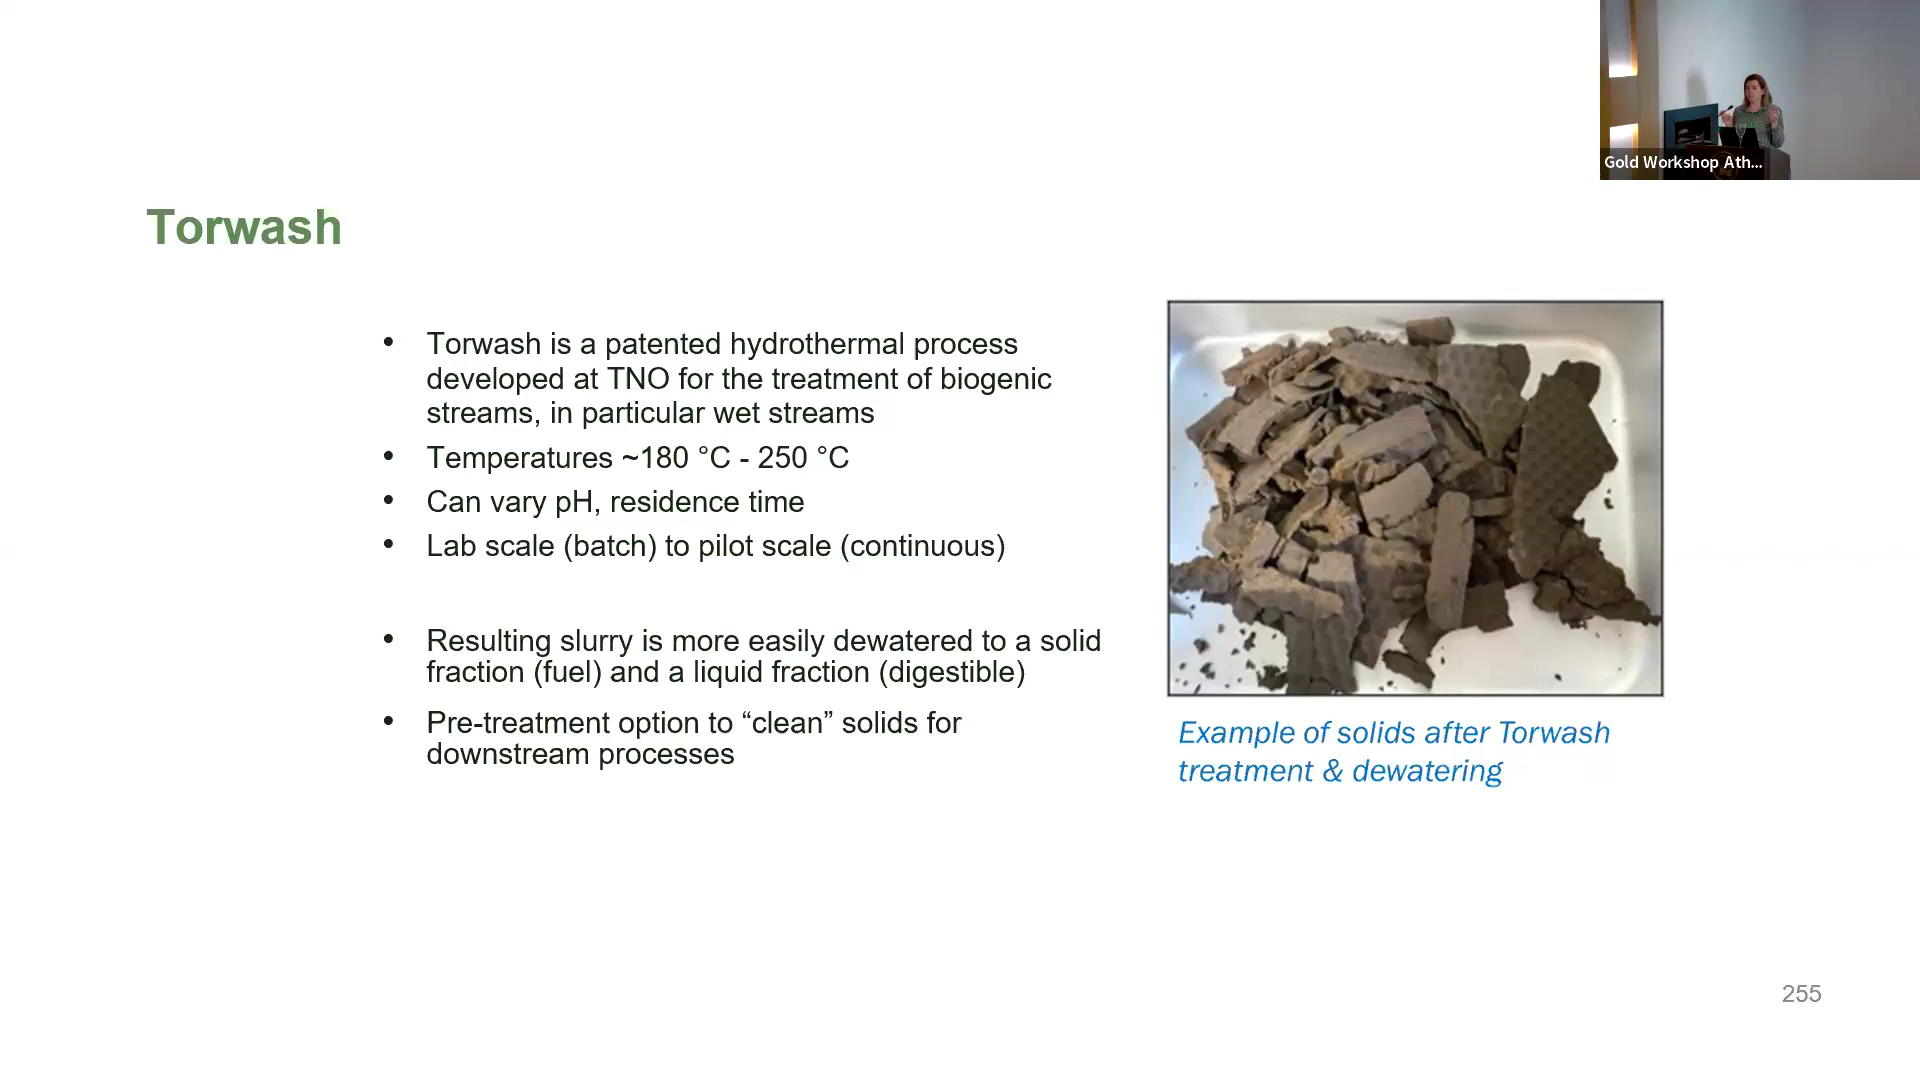 Gold Workshop Ath...
Torwash
• Torwash is a patented hydrothermal process
developed at TNO for the treatment of biogenic
streams, in particular wet streams
• Temperatures ~180 °C - 250 °C
• Can vary pH, residence time
• Lab scale (batch) to pilot scale (continuous)
• Resulting slurry is more easily dewatered to a solid
fraction (fuel) and a liquid fraction (digestible)
• Pre-treatment option to “clean” solids for
downstream processes
Example of solids after Torwash
treatment & dewatering
255